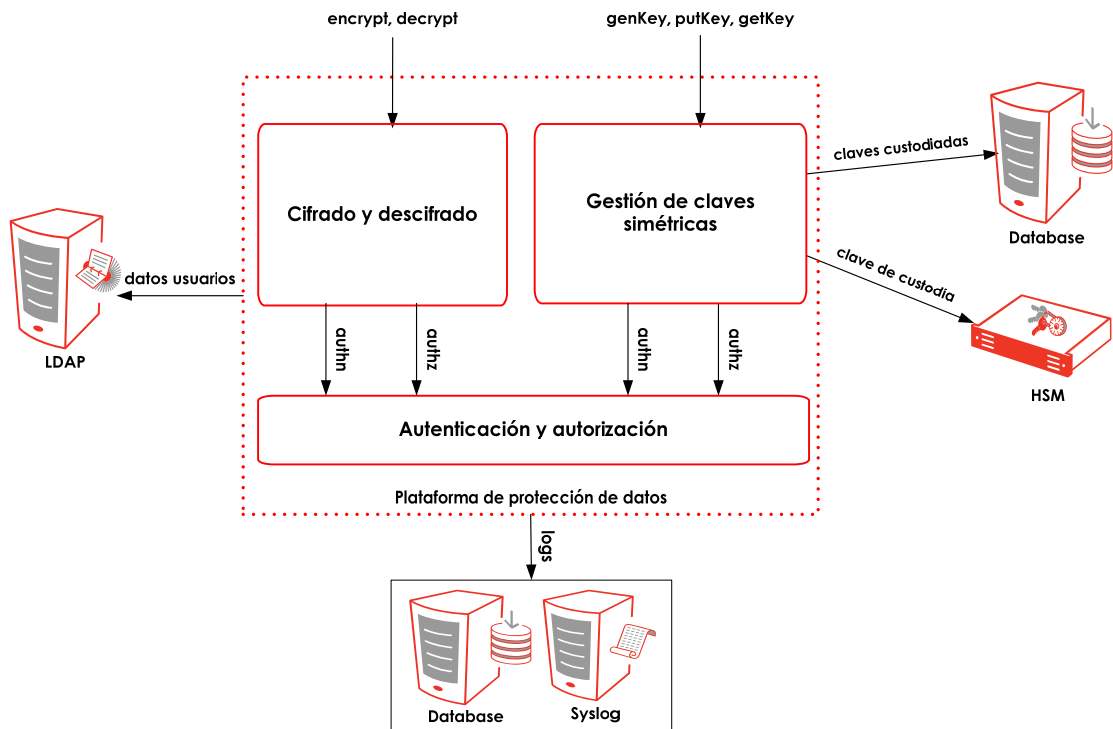 encrypt, decrypt
genKey, putKey, getKey
Cifrado y descifrado
Gestión de claves
simétricas
claves custodiadas
Database
clave de custodia
HSM
datos usuarios
LDAP
authn
authz
authn
authz
Autenticación y autorización
Plataforma de protección de datos
logs
Database
Syslog